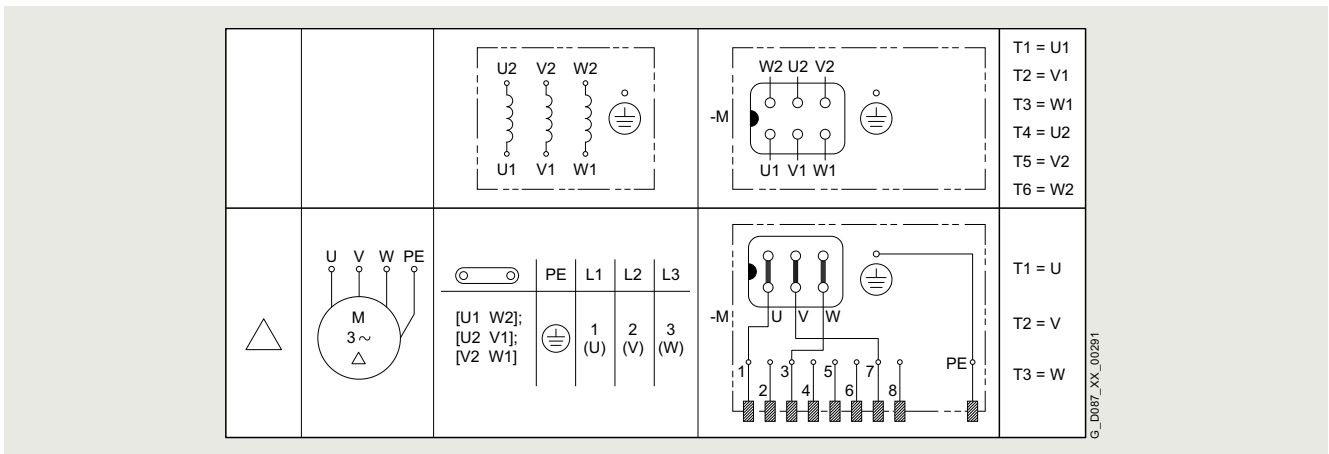 U2 V2 W2
U1 V1 W1
-M
W2 U2 V2
U1 V1 W1
T1 = U1
T2 = V1
T3 = W1
T4 = U2
T5 = V2
T6 = W2
U V W PE
M
3 ~
PE L1 L2 L3
[U1 W2];
[U2 V1];
[V2 W1]
1
(U)
2
(V)
3
(W)
-M
U V W
1 2 3 4 5 6 7 8 PE
T1 = U
T2 = V
T3 = W
G_D087_XX_00291